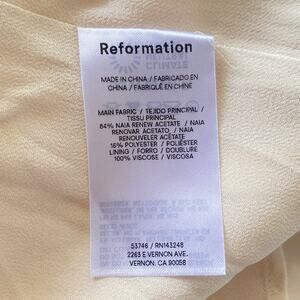 Reformation
MADE IN CHINA / FABRICADO EN
CHINA / FABRIQUÉ EN CHINE
MAIN FABRIC / TEJIDO PRINCIPAL /
TISSU PRINCIPAL
84% NAIA RENEW ACETATE / NAIA
RENOVAR ACETATO / NAIA
RENOUVELER ACÉTATE
16% POLYESTER / POLIÉSTER
LINING / FORRO / DOUBLURE
100% VISCOSE / VISCOSA
53746 / RN143248
2263 E VERNON AVE.
VERNON, CA 90058